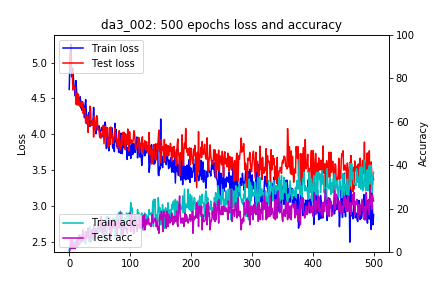 da3_002: 500 epochs loss and accuracy
Train loss
Test loss
Train acc
Test acc
Loss
5.0
4.5
4.0
3.5
3.0
2.5
Accuracy
100
80
60
40
20
0
0
100
200
300
400
500